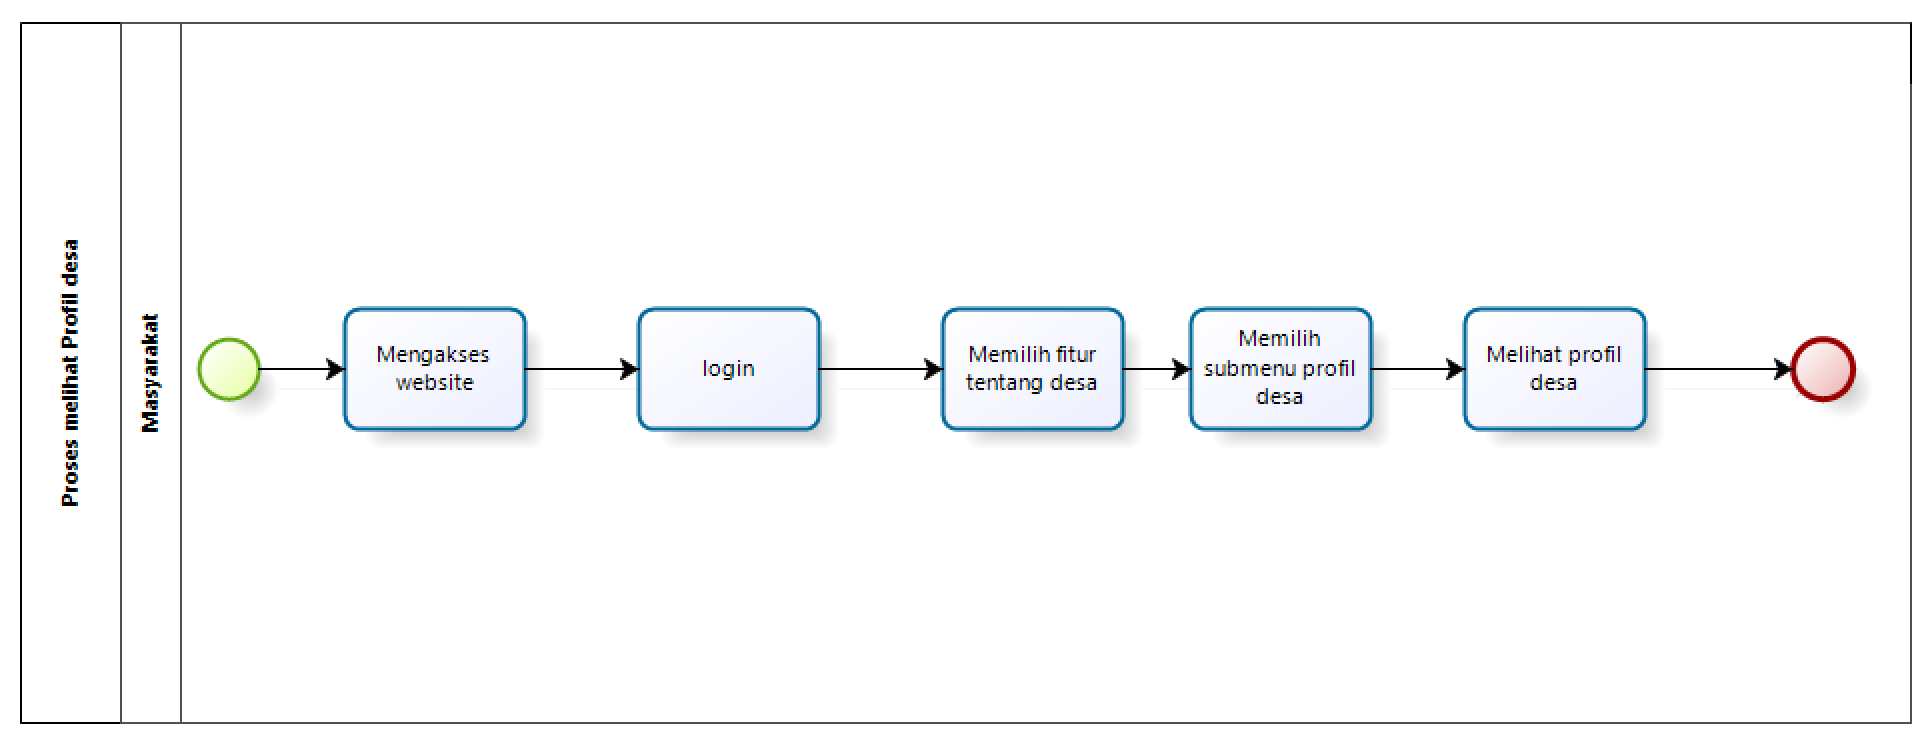 Proses melihat Profil desa
Masyarakat
Mengakses
website
login
Memilih fitur
tentang desa
Memilih
submenu profil
desa
Melihat profil
desa